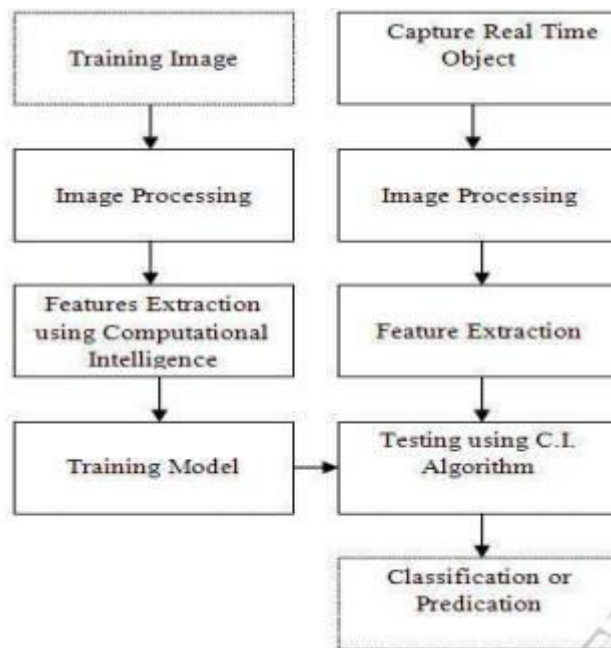 Training Image
Capture Real Time
Object
Image Processing
Image Processing
Features Extraction
using Computational
Intelligence
Feature Extraction
Training Model
Testing using C.I.
Algorithm
Classification or
Predication